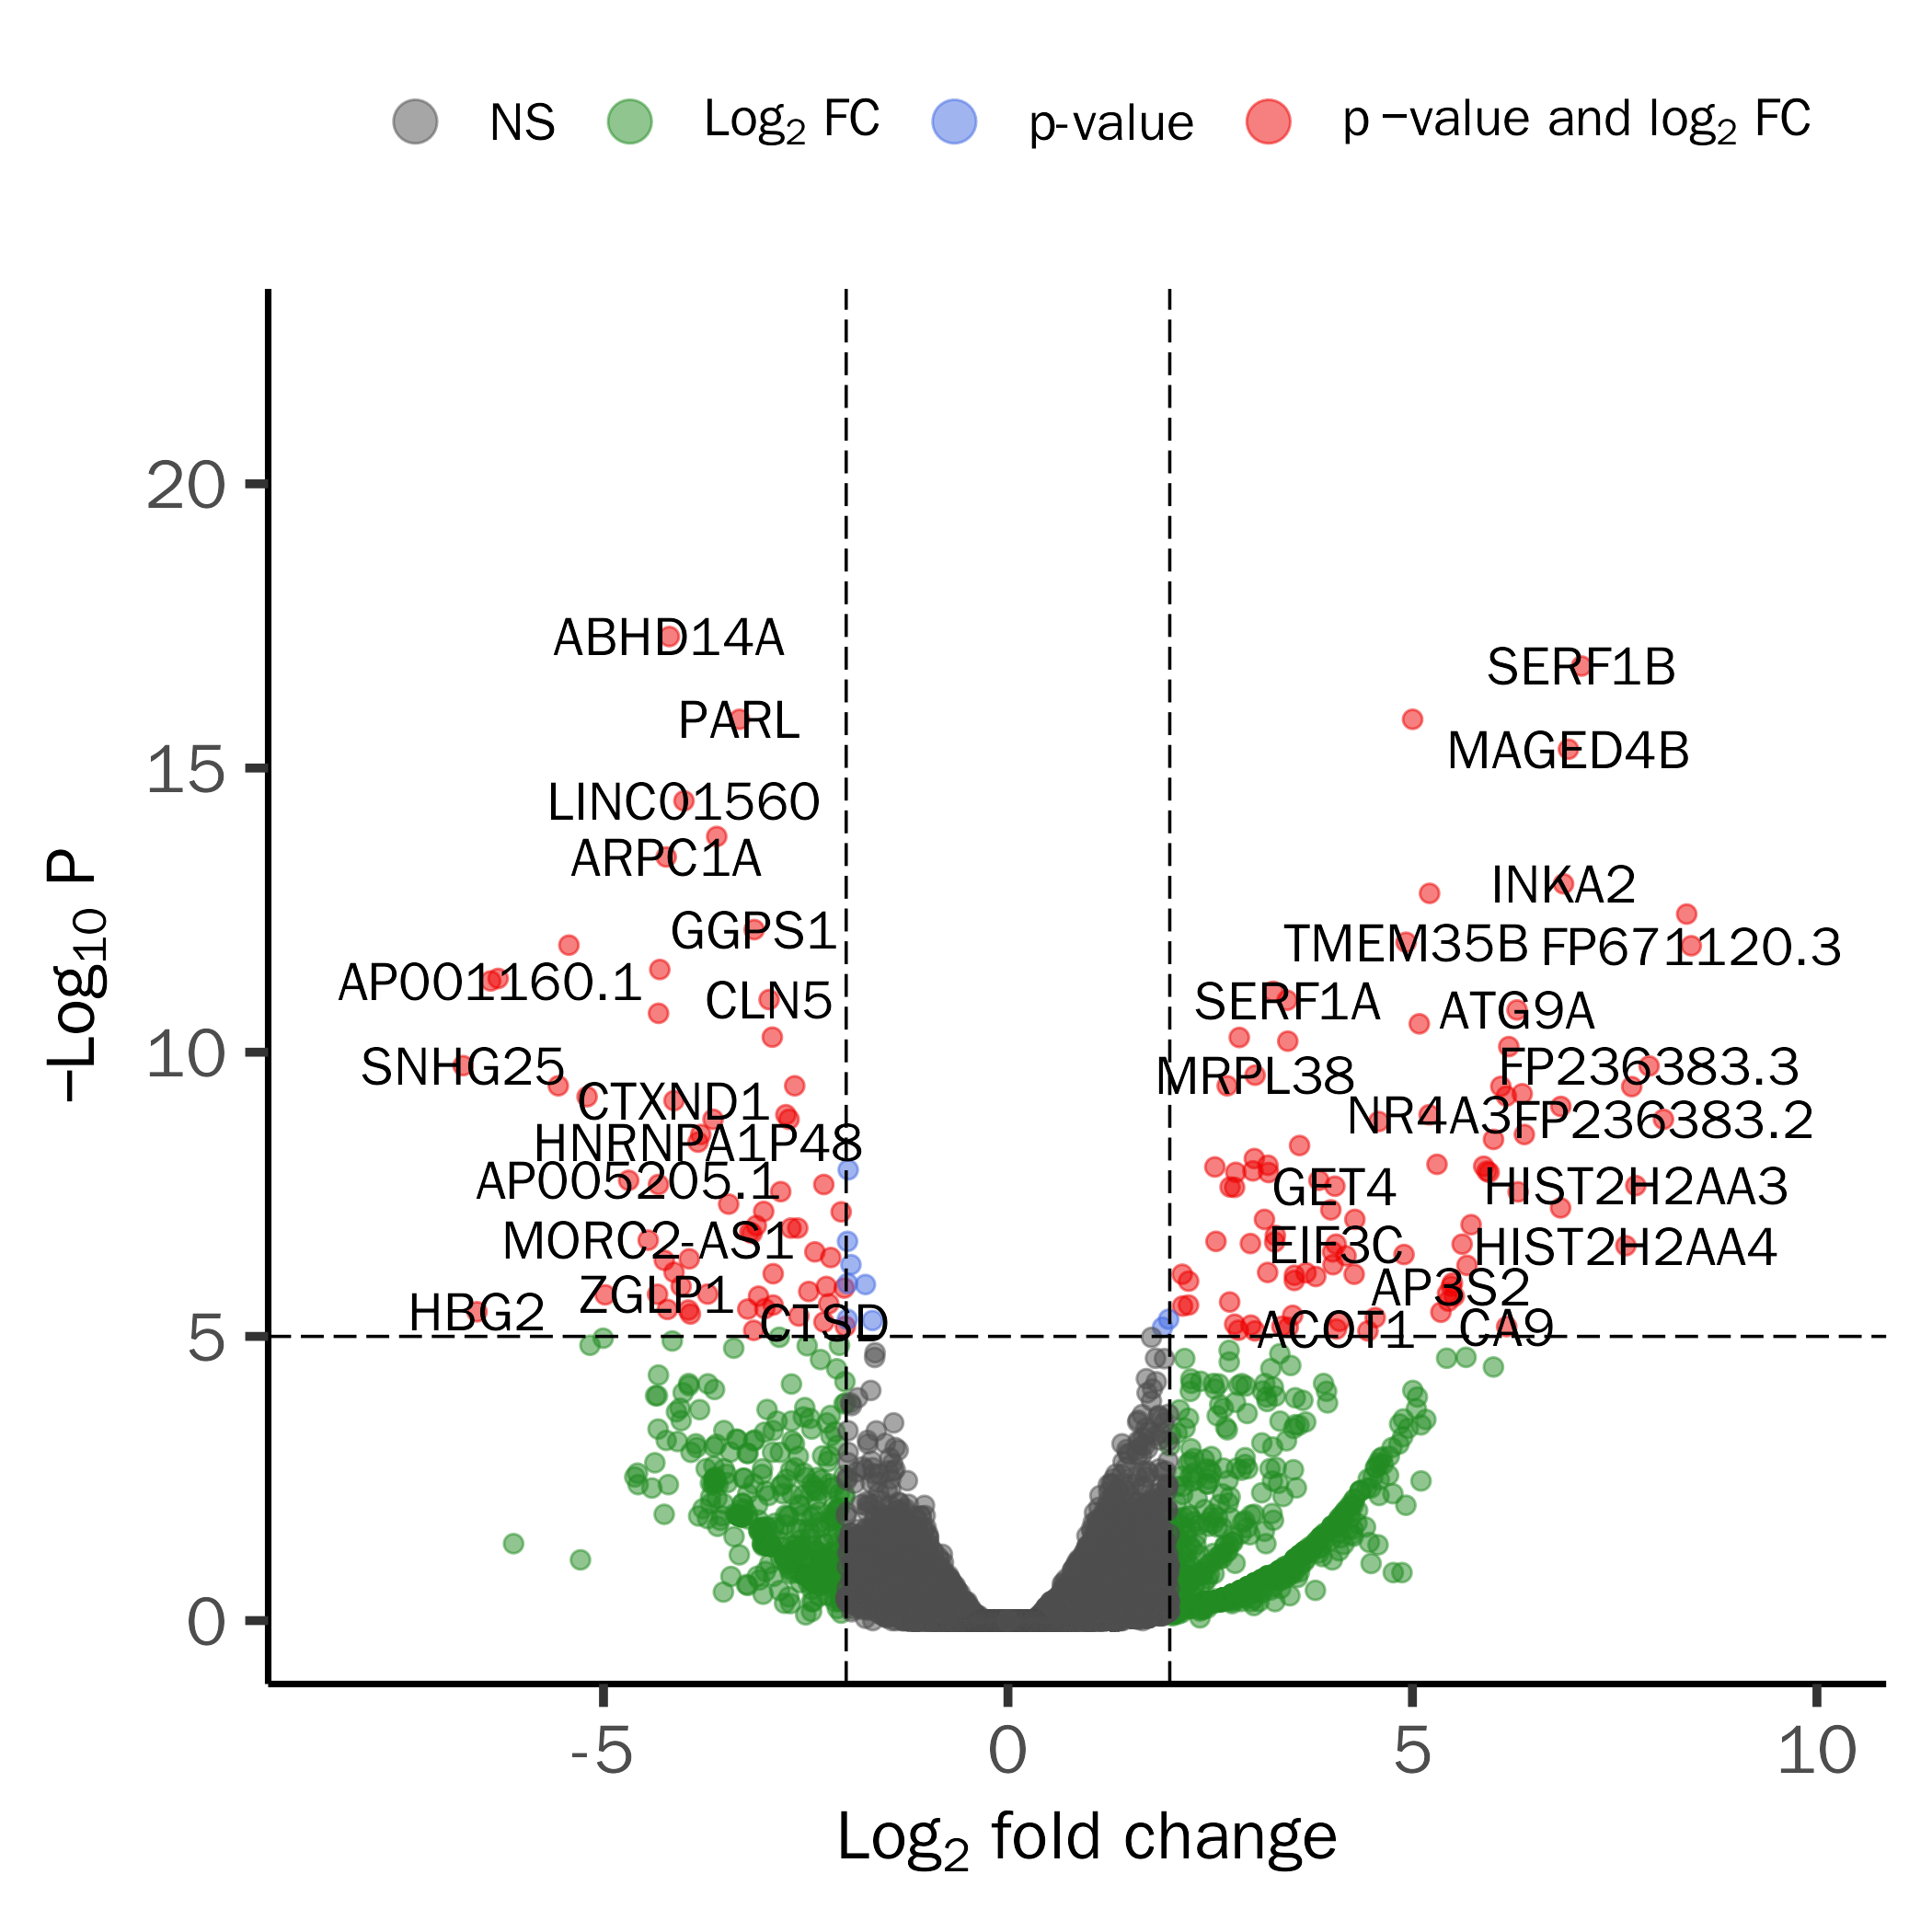 NS Log₂ FC p-value p −value and log₂ FC
−Log₁₀ P
20
15
10
5
0
ABHD14A
SERF1B
PARL
MAGED4B
LINC01560
ARPC1A
INKA2
GGPS1
TMEM35B FP671120.3
AP001160.1
CLN5
SERF1A
ATG9A
SNHG25
MRPL38
FP236383.3
CTXND1
NR4A3 FP236383.2
HNRNPA1P48
AP005205.1
GET4
HIST2H2AA3
MORC2-AS1
EIF3C
HIST2H2AA4
ZGLP1
AP3S2
HBG2
CTSD
ACOT1
CA9
-5 0 5 10
Log₂ fold change